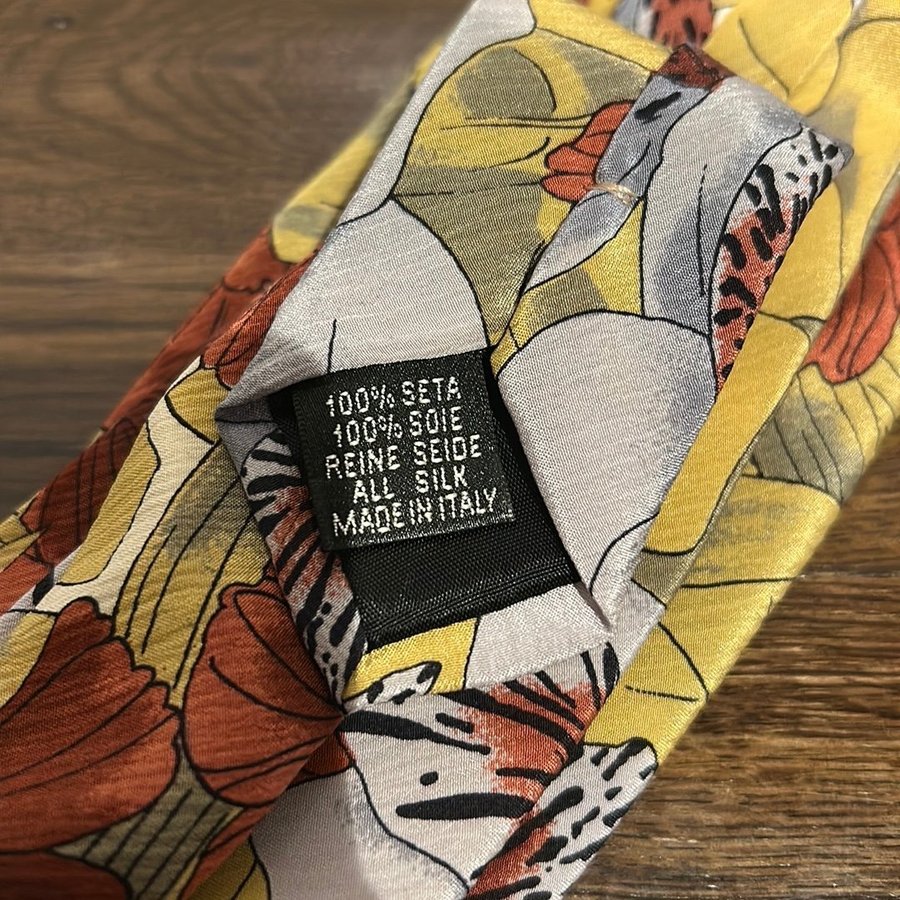 100% SETA
100% SOIE
REINE SEIDE
ALL SILK
MADE IN ITALY